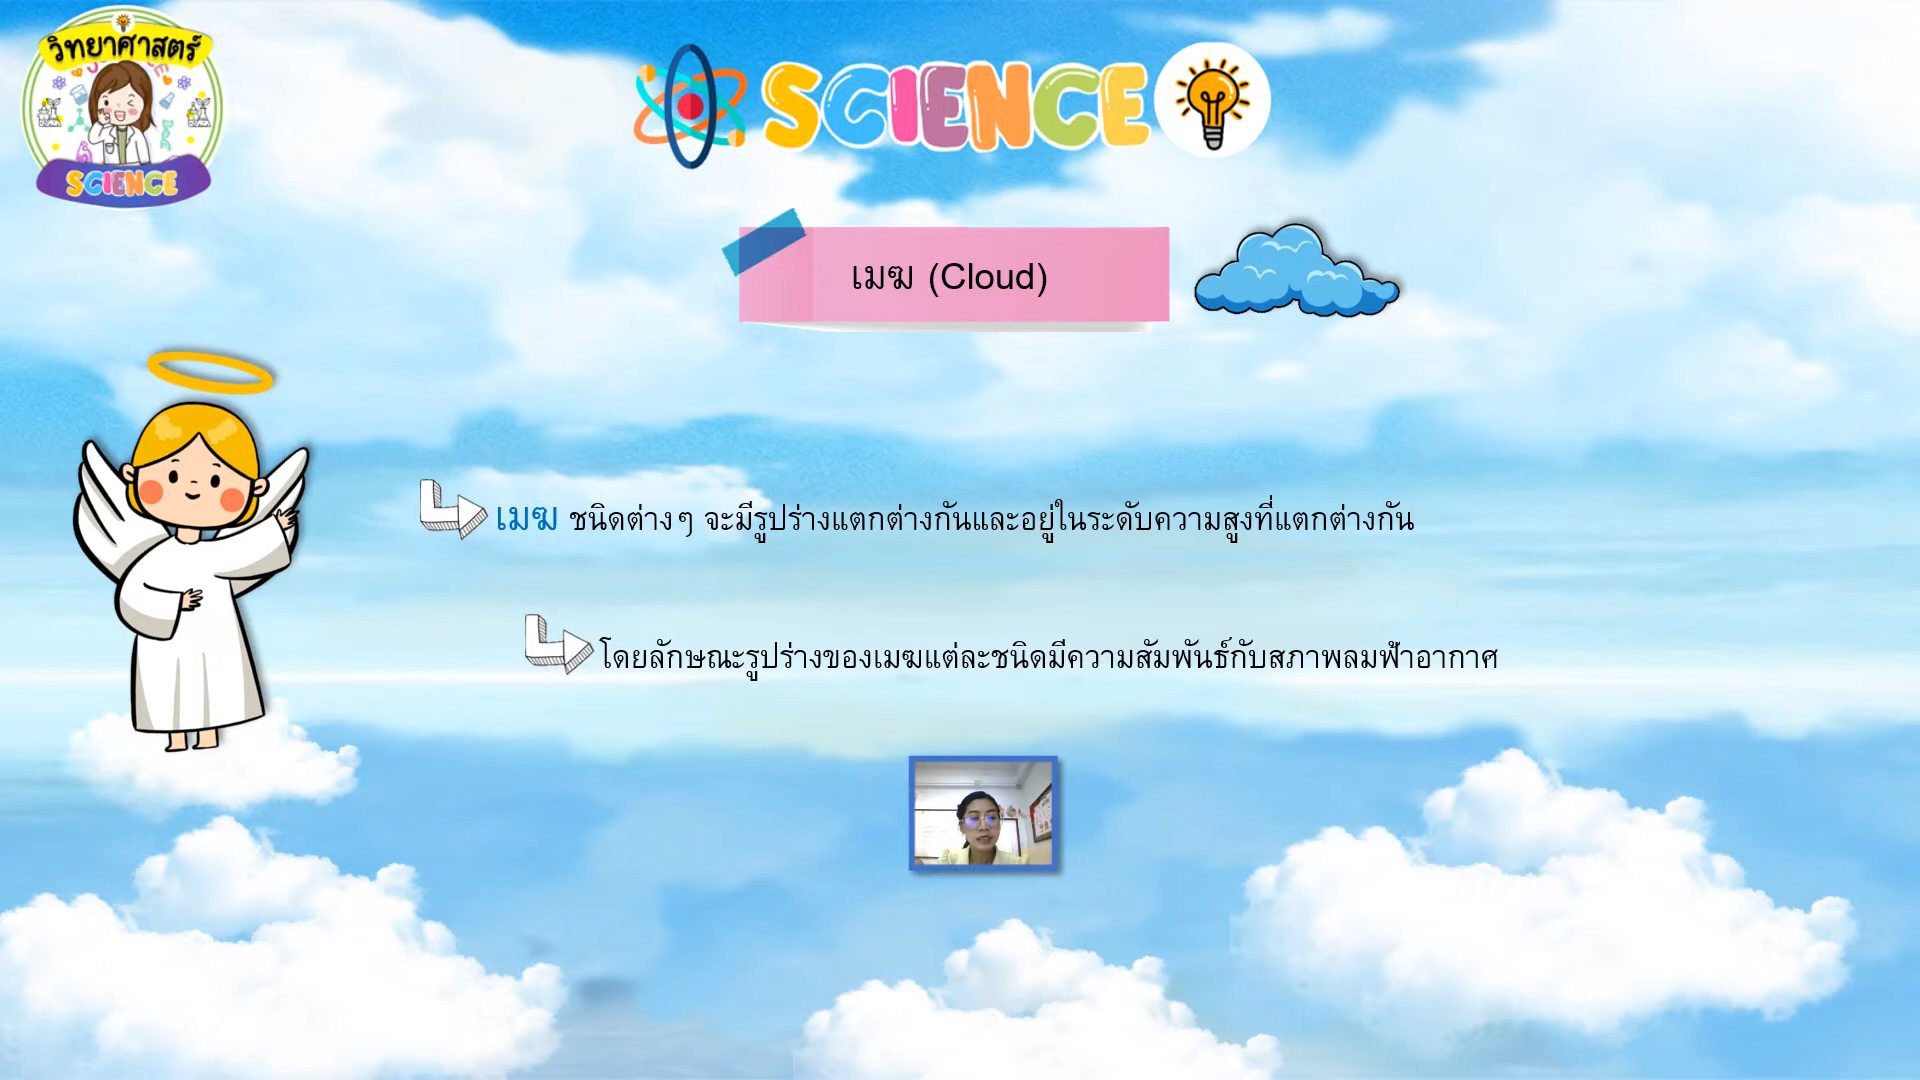 วิทยาศาสตร์
SCIENCE
SCIENCE
เมฆ (Cloud)
เมฆ ชนิดต่างๆ จะมีรูปร่างแตกต่างกันและอยู่ในระดับความสูงที่แตกต่างกัน
โดยลักษณะรูปร่างของเมฆแต่ละชนิดมีความสัมพันธ์กับสภาพลมฟ้าอากาศ